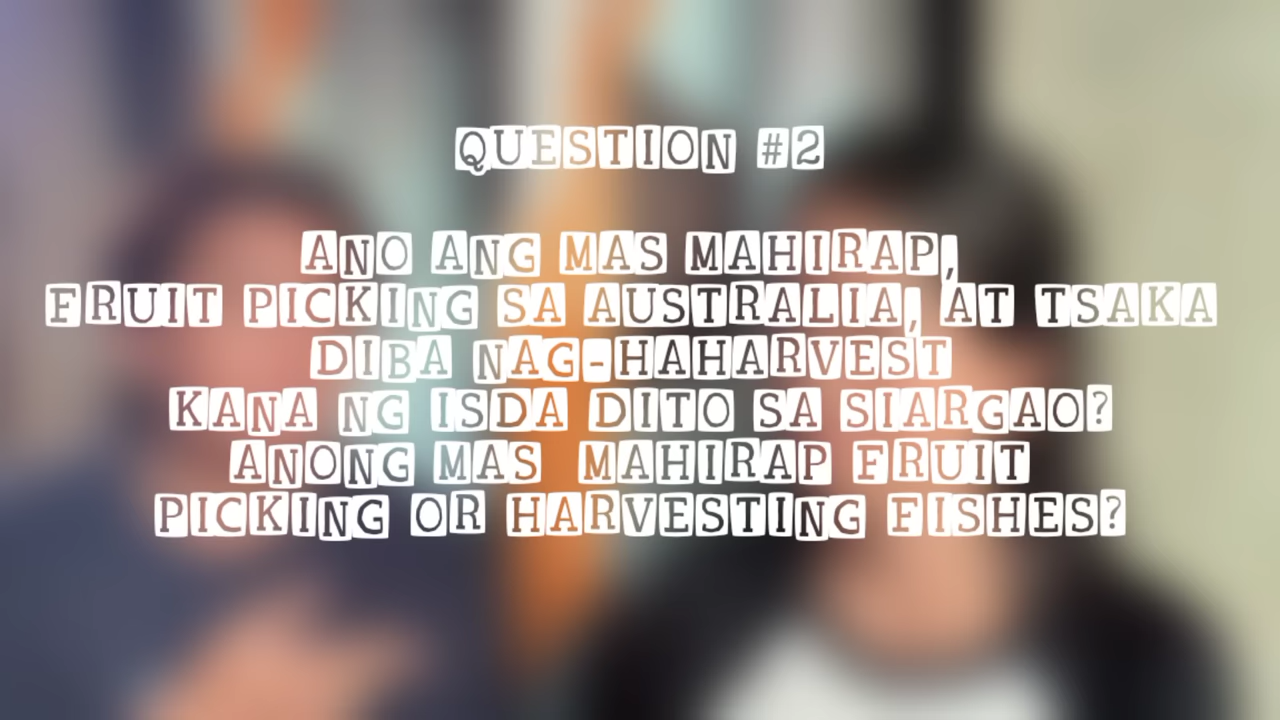 QUESTION #2
ANO ANG MAS MAHIRAP,
FRUIT PICKING SA AUSTRALIA, AT TSAKA
DIBA NAG-HAHARVEST
KANA NG ISDA DITO SA SIARGAO?
ANONG MAS MAHIRAP FRUIT
PICKING OR HARVESTING FISHES?